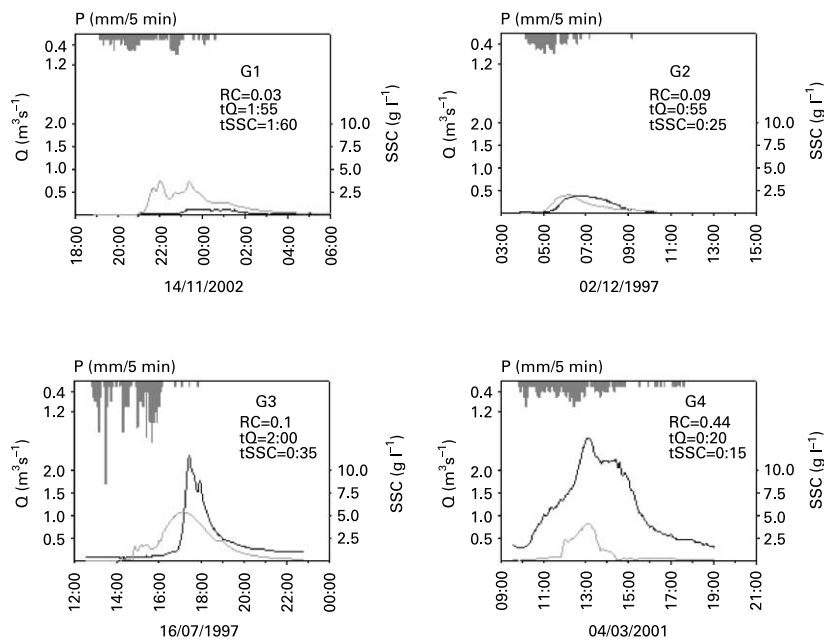 P (mm/5 min)
0.4
1.2
G1
RC=0.03
tQ=1:55
tSSC=1:60
Q (m³s⁻¹)
2.0
1.5
1.0
0.5
SSC (g l⁻¹)
10.0
7.5
5.0
2.5
18:00 20:00 22:00 00:00 02:00 04:00 06:00
14/11/2002
P (mm/5 min)
0.4
1.2
G2
RC=0.09
tQ=0:55
tSSC=0:25
Q (m³s⁻¹)
2.0
1.5
1.0
0.5
SSC (g l⁻¹)
10.0
7.5
5.0
2.5
03:00 05:00 07:00 09:00 11:00 13:00 15:00
02/12/1997
P (mm/5 min)
0.4
1.2
G3
RC=0.1
tQ=2:00
tSSC=0:35
Q (m³s⁻¹)
2.0
1.5
1.0
0.5
SSC (g l⁻¹)
10.0
7.5
5.0
2.5
12:00 14:00 16:00 18:00 20:00 22:00 00:00
16/07/1997
P (mm/5 min)
0.4
1.2
G4
RC=0.44
tQ=0:20
tSSC=0:15
Q (m³s⁻¹)
2.0
1.5
1.0
0.5
SSC (g l⁻¹)
10.0
7.5
5.0
2.5
09:00 11:00 13:00 15:00 17:00 19:00 21:00
04/03/2001